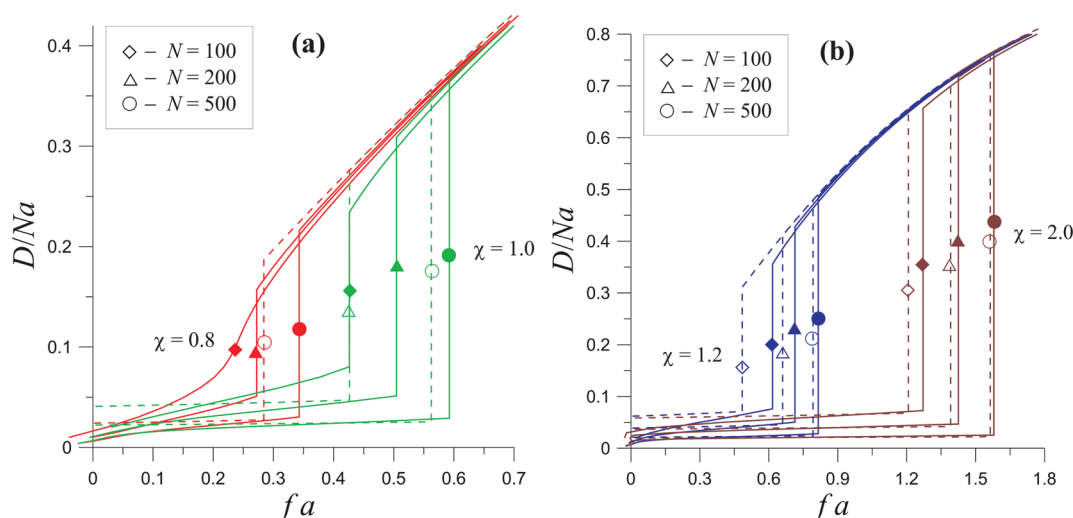 (a)
– N = 100
– N = 200
– N = 500
χ = 1.0
χ = 0.8
D/Na
0.4
0.3
0.2
0.1
0
0 0.1 0.2 0.3 0.4 0.5 0.6 0.7
f a
(b)
– N = 100
– N = 200
– N = 500
χ = 2.0
χ = 1.2
D/Na
0.8
0.7
0.6
0.5
0.4
0.3
0.2
0.1
0
0 0.3 0.6 0.9 1.2 1.5 1.8
f a